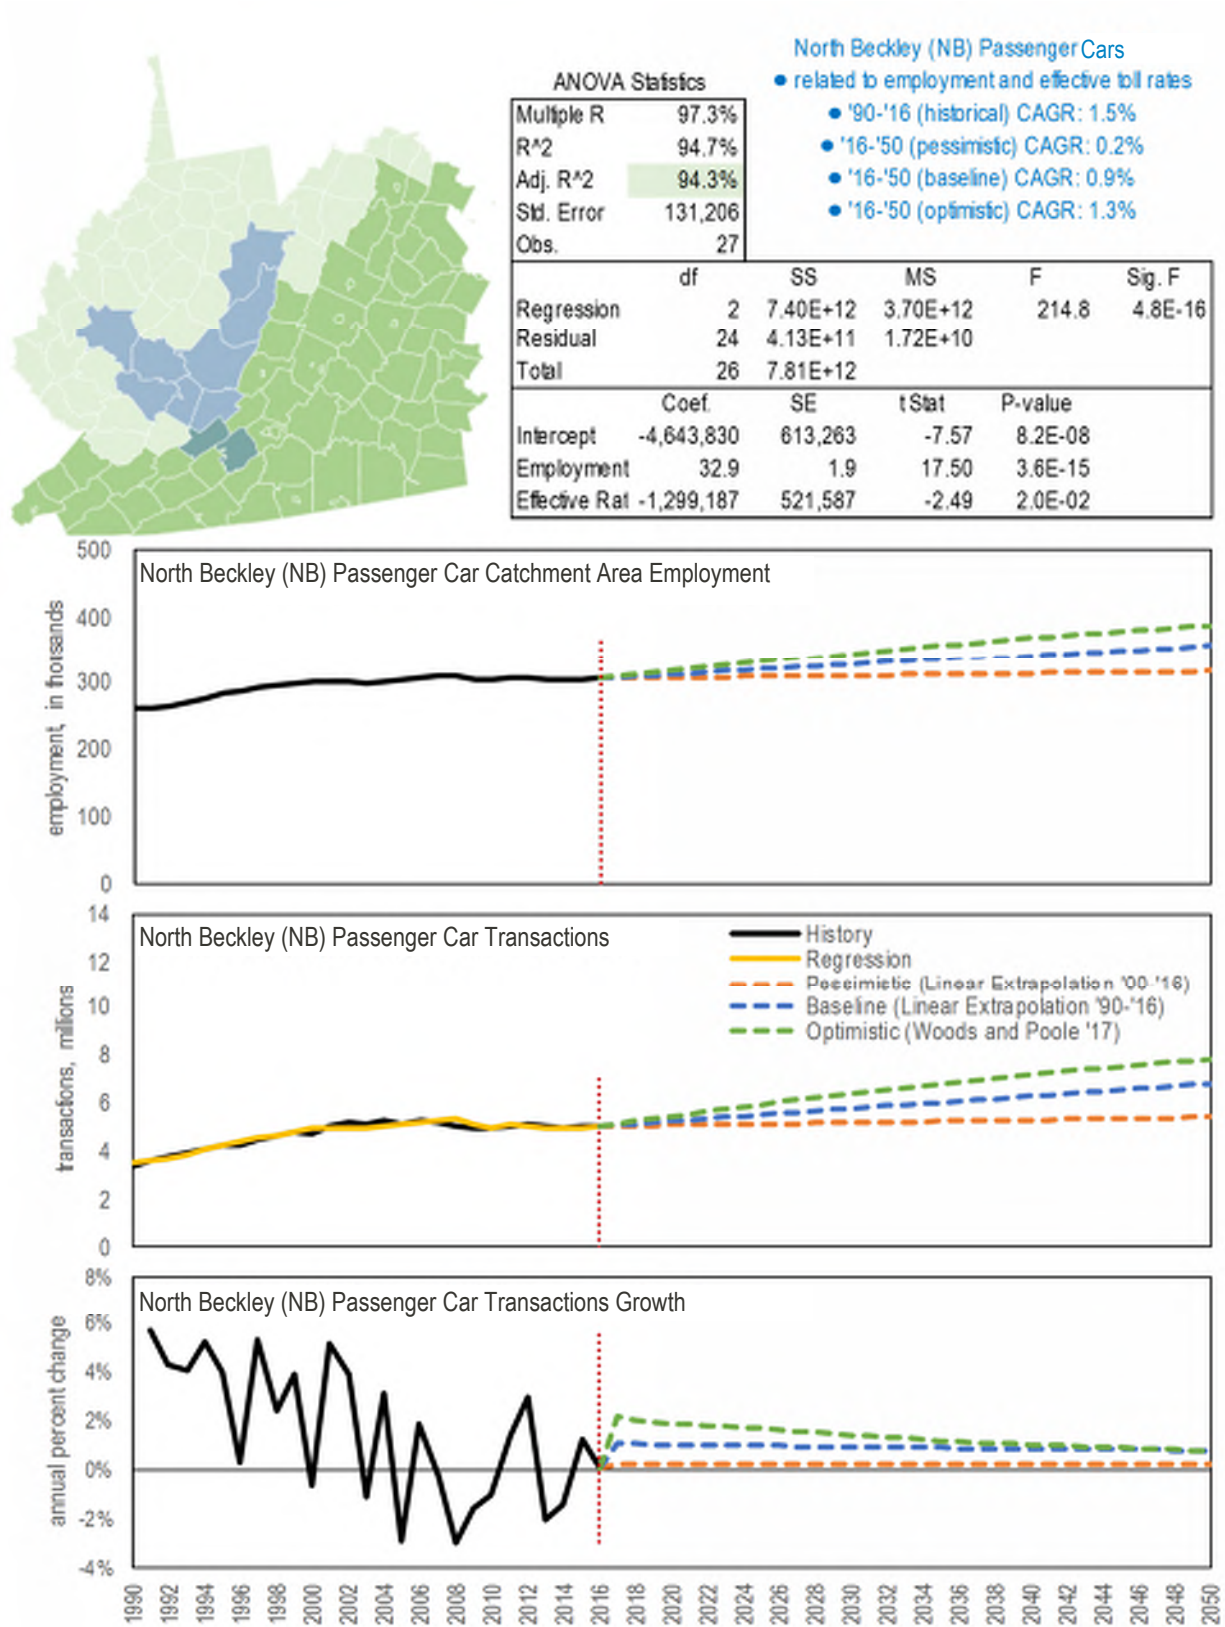 North Beckley (NB) Passenger Cars
• related to employment and effective toll rates
• '90-'16 (historical) CAGR: 1.5%
• '16-'50 (pessimistic) CAGR: 0.2%
• '16-'50 (baseline) CAGR: 0.9%
• '16-'50 (optimistic) CAGR: 1.3%
ANOVA Statistics
Multiple R 97.3%
R^2 94.7%
Adj. R^2 94.3%
Std. Error 131,206
Obs. 27
df SS MS F Sig. F
Regression 2 7.40E+12 3.70E+12 214.8 4.8E-16
Residual 24 4.13E+11 1.72E+10
Total 26 7.81E+12
Coef. SE t Stat P-value
Intercept -4,643,830 613,263 -7.57 8.2E-08
Employment 32.9 1.9 17.50 3.6E-15
Effective Rat -1,299,187 521,587 -2.49 2.0E-02
North Beckley (NB) Passenger Car Catchment Area Employment
employment, in thousands
500
400
300
200
100
0
North Beckley (NB) Passenger Car Transactions
transactions, millions
14
12
10
8
6
4
2
0
History
Regression
Pessimistic (Linear Extrapolation '00-'16)
Baseline (Linear Extrapolation '90-'16)
Optimistic (Woods and Poole '17)
North Beckley (NB) Passenger Car Transactions Growth
annual percent change
8%
6%
4%
2%
0%
-2%
-4%
1990 1992 1994 1996 1998 2000 2002 2004 2006 2008 2010 2012 2014 2016 2018 2020 2022 2024 2026 2028 2030 2032 2034 2036 2038 2040 2042 2044 2046 2048 2050